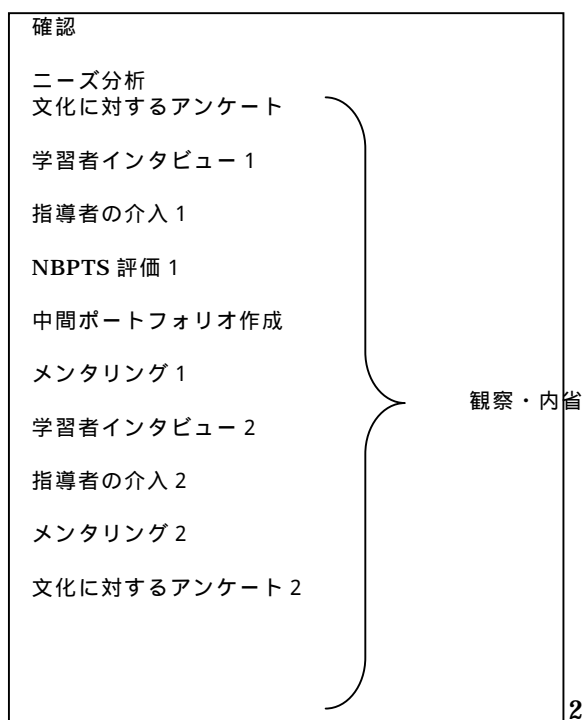 確認
ニーズ分析
文化に対するアンケート
学習者インタビュー 1
指導者の介入 1
NBPTS 評価 1
中間ポートフォリオ作成
メンタリング 1
観察・内省
学習者インタビュー 2
指導者の介入 2
メンタリング 2
文化に対するアンケート 2
2